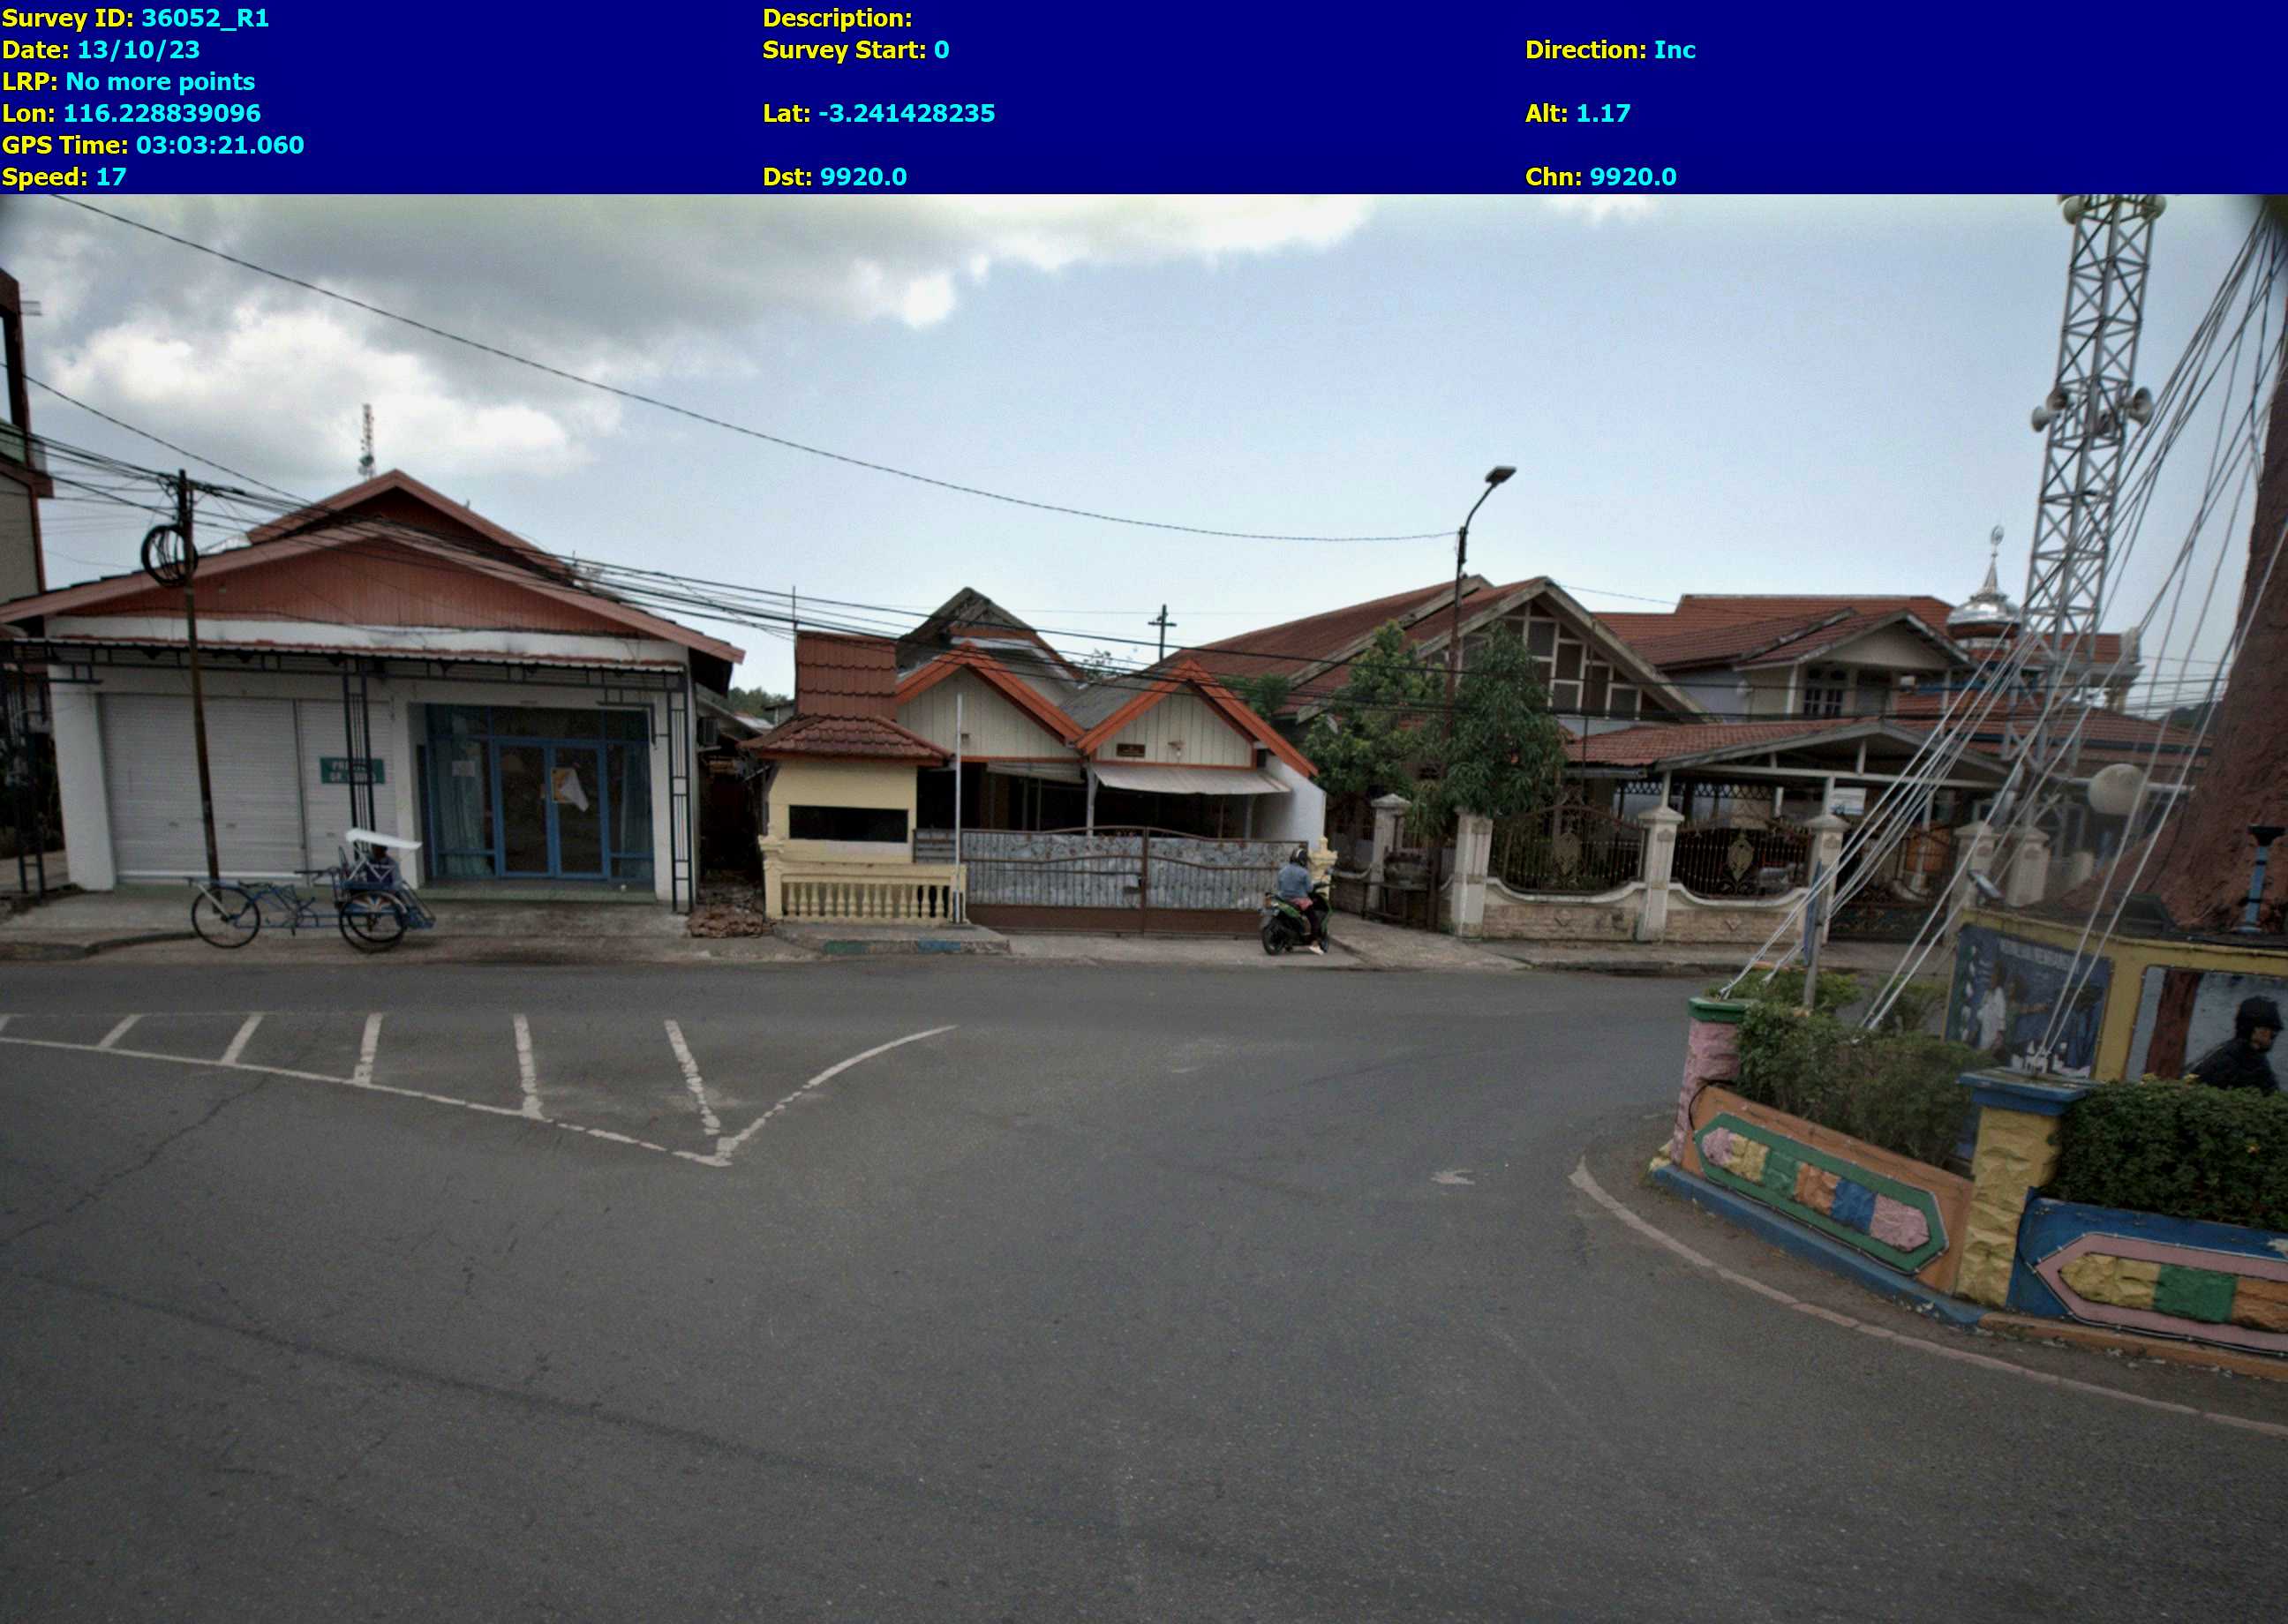 Survey ID: 36052_R1
Description:
Date: 13/10/23
Survey Start: 0
Direction: Inc
LRP: No more points
Lon: 116.228839096
Lat: -3.241428235
Alt: 1.17
GPS Time: 03:03:21.060
Speed: 17
Dst: 9920.0
Chn: 9920.0